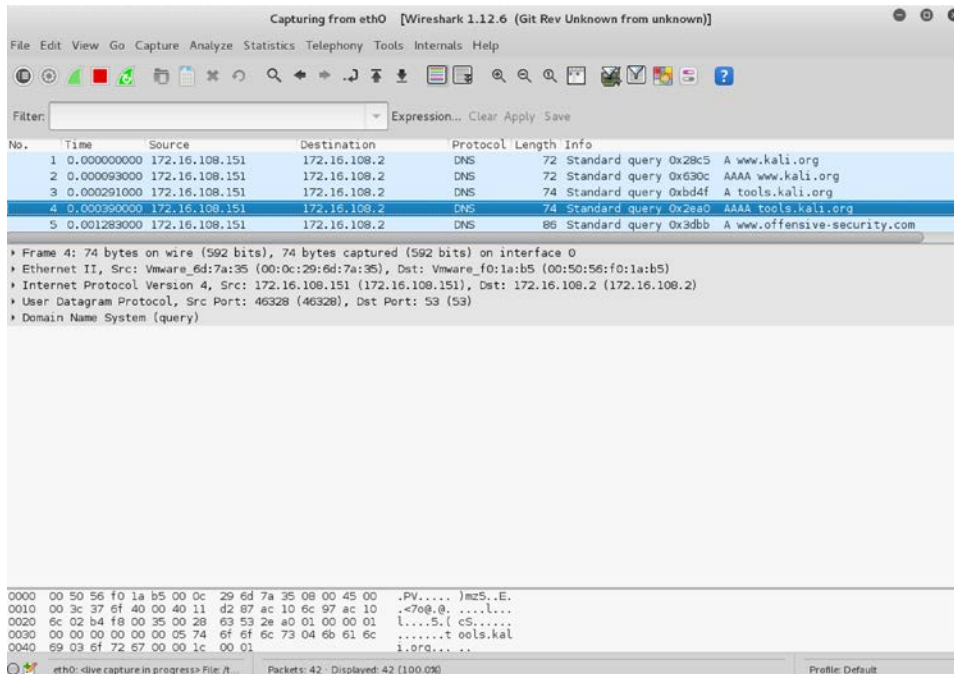 Capturing from eth0 [Wireshark 1.12.6 (Git Rev Unknown from unknown)]
File Edit View Go Capture Analyze Statistics Telephony Tools Internals Help
Filter: Expression... Clear Apply Save
No. Time Source Destination Protocol Length Info
1 0.000000000 172.16.108.151 172.16.108.2 DNS 72 Standard query 0x28c5 A www.kali.org
2 0.000093000 172.16.108.151 172.16.108.2 DNS 72 Standard query 0x630c AAAA www.kali.org
3 0.000291000 172.16.108.151 172.16.108.2 DNS 74 Standard query 0xbd4f A tools.kali.org
4 0.000390000 172.16.108.151 172.16.108.2 DNS 74 Standard query 0x2ea0 AAAA tools.kali.org
5 0.001283000 172.16.108.151 172.16.108.2 DNS 86 Standard query 0x3dbb A www.offensive-security.com
Frame 4: 74 bytes on wire (592 bits), 74 bytes captured (592 bits) on interface 0
Ethernet II, Src: Vmware_6d:7a:35 (00:0c:29:6d:7a:35), Dst: Vmware_f0:1a:b5 (00:50:56:f0:1a:b5)
Internet Protocol Version 4, Src: 172.16.108.151 (172.16.108.151), Dst: 172.16.108.2 (172.16.108.2)
User Datagram Protocol, Src Port: 46328 (46328), Dst Port: 53 (53)
Domain Name System (query)
0000 00 50 56 f0 1a b5 00 0c 29 6d 7a 35 08 00 45 00 .PV..... )mz5..E.
0010 00 3c 37 6f 40 00 40 11 d2 87 ac 10 6c 97 ac 10 .<7o@.@. ....l...
0020 6c 02 b4 f8 00 35 00 28 63 53 2e a0 01 00 00 01 l....5.( cS......
0030 00 00 00 00 00 00 05 74 6f 6f 6c 73 04 6b 61 6c .......t ools.kal
0040 69 03 6f 72 67 00 00 1c 00 01 i.org... ..
eth0: <live capture in progress> File: /t... Packets: 42 · Displayed: 42 (100.0%) Profile: Default